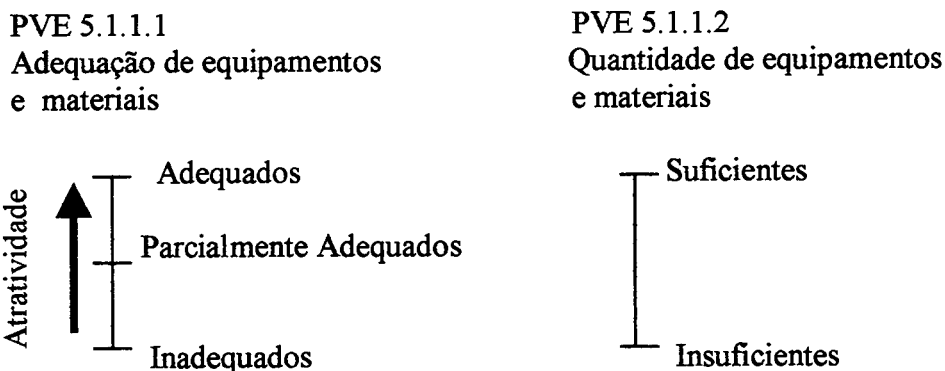 PVE 5.1.1.1
Adequação de equipamentos
e materiais
Atratividade
Adequados
Parcialmente Adequados
Inadequados
PVE 5.1.1.2
Quantidade de equipamentos
e materiais
Suficientes
Insuficientes